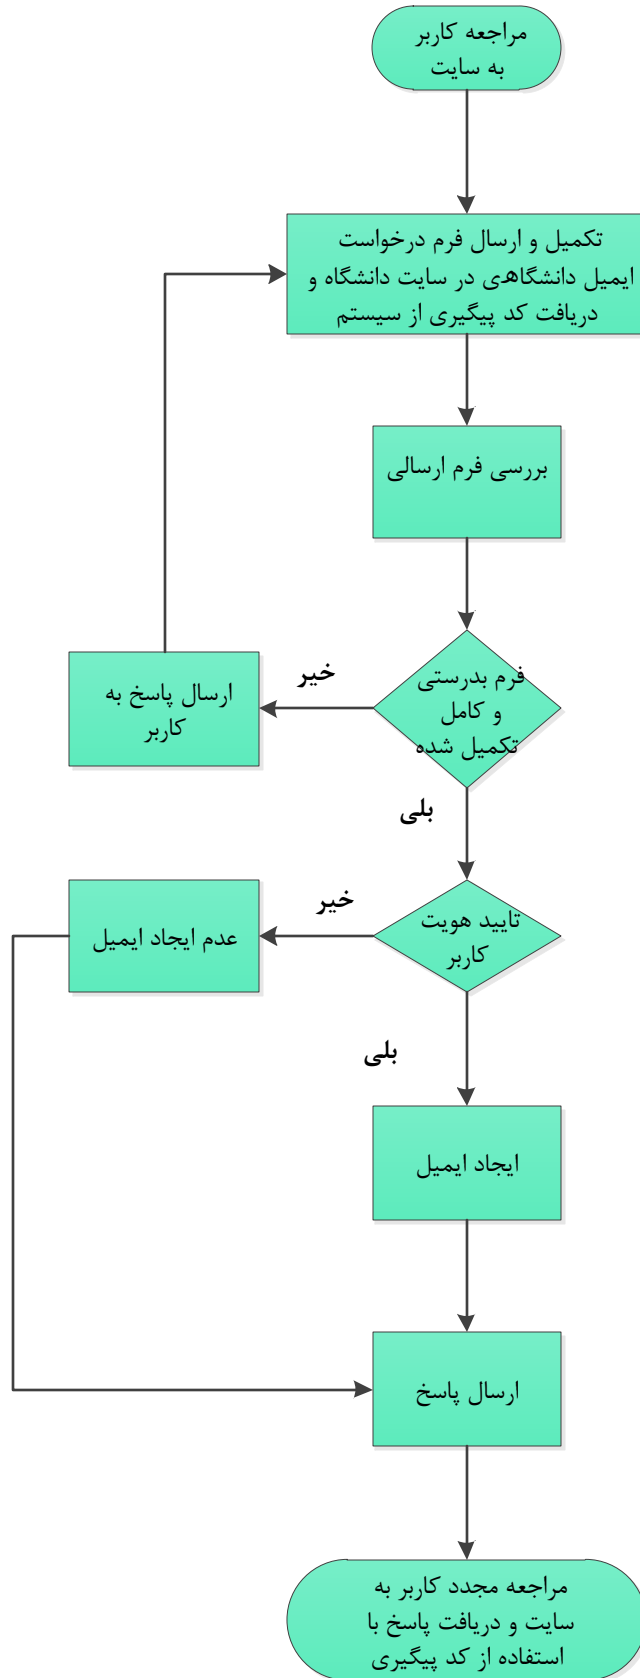 مراجعه کاربر
به سایت
تکمیل و ارسال فرم درخواست
ایمیل دانشگاهی در سایت دانشگاه و
دریافت کد پیگیری از سیستم
بررسی فرم ارسالی
فرم بدرستی
و کامل
تکمیل شده
خیر
ارسال پاسخ به
کاربر
بلی
تایید هویت
کاربر
خیر
عدم ایجاد ایمیل
بلی
ایجاد ایمیل
ارسال پاسخ
مراجعه مجدد کاربر به
سایت و دریافت پاسخ با
استفاده از کد پیگیری